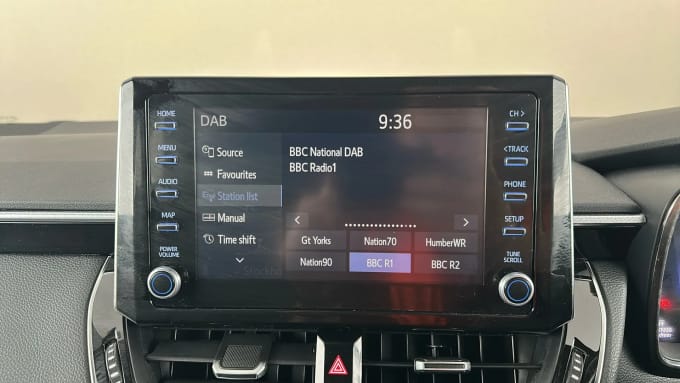 HOME
MENU
AUDIO
MAP
POWER
VOLUME
DAB
9:36
Source
Favourites
Station list
Manual
Time shift
BBC National DAB
BBC Radio1
Gt Yorks
Nation70
HumberWR
Nation90
BBC R1
BBC R2
CH >
< TRACK
PHONE
SETUP
TUNE
SCROLL